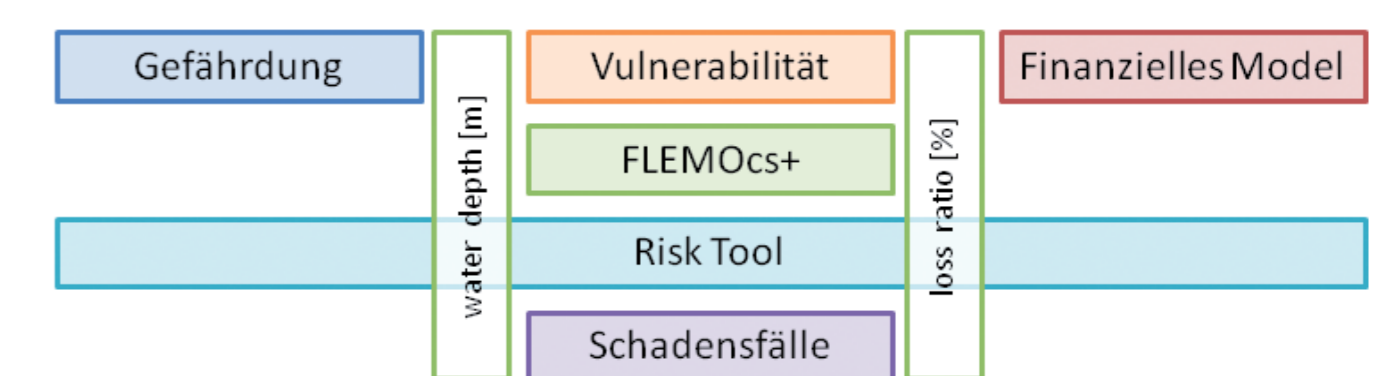 Gefährdung
water depth [m]
Vulnerabilität
loss ratio [%]
Finanzielles Model
FLEMOcs+
Risk Tool
Schadensfälle